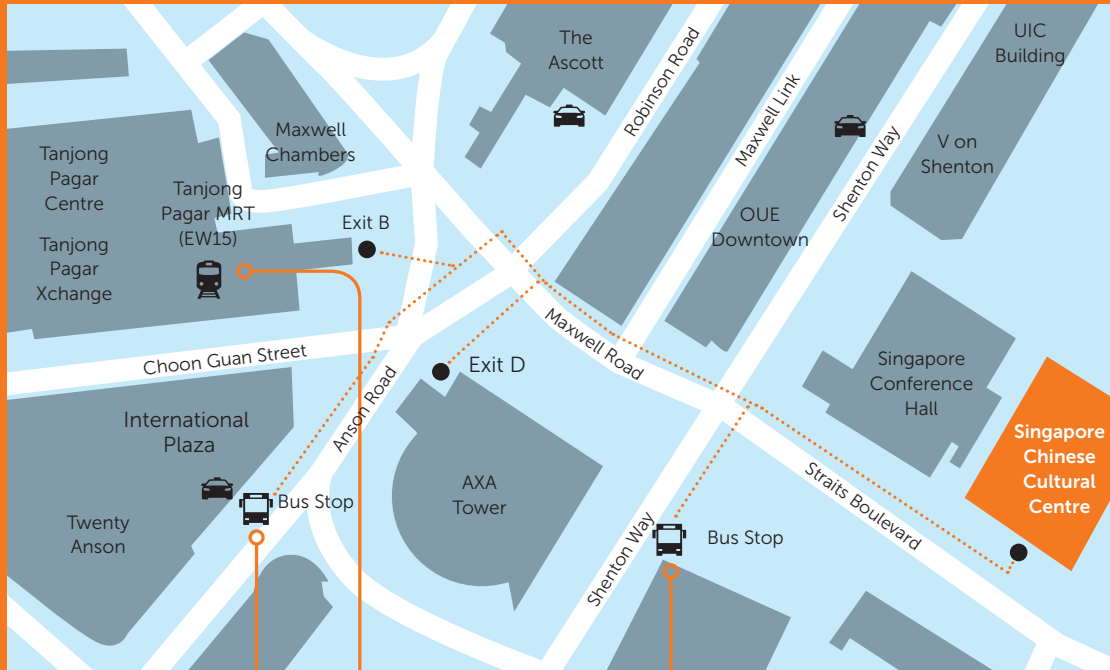 The
Ascott
UIC
Building
Robinson Road
Maxwell Link
Shenton Way
Maxwell
Chambers
V on
Shenton
Tanjong
Pagar
Centre
Tanjong
Pagar MRT
(EW15)
Exit B
OUE
Downtown
Tanjong
Pagar
Xchange
Maxwell Road
Choon Guan Street
Exit D
Singapore
Conference
Hall
Anson Road
International
Plaza
Singapore
Chinese
Cultural
Centre
Straits Boulevard
AXA
Tower
Bus Stop
Twenty
Anson
Bus Stop
Shenton Way